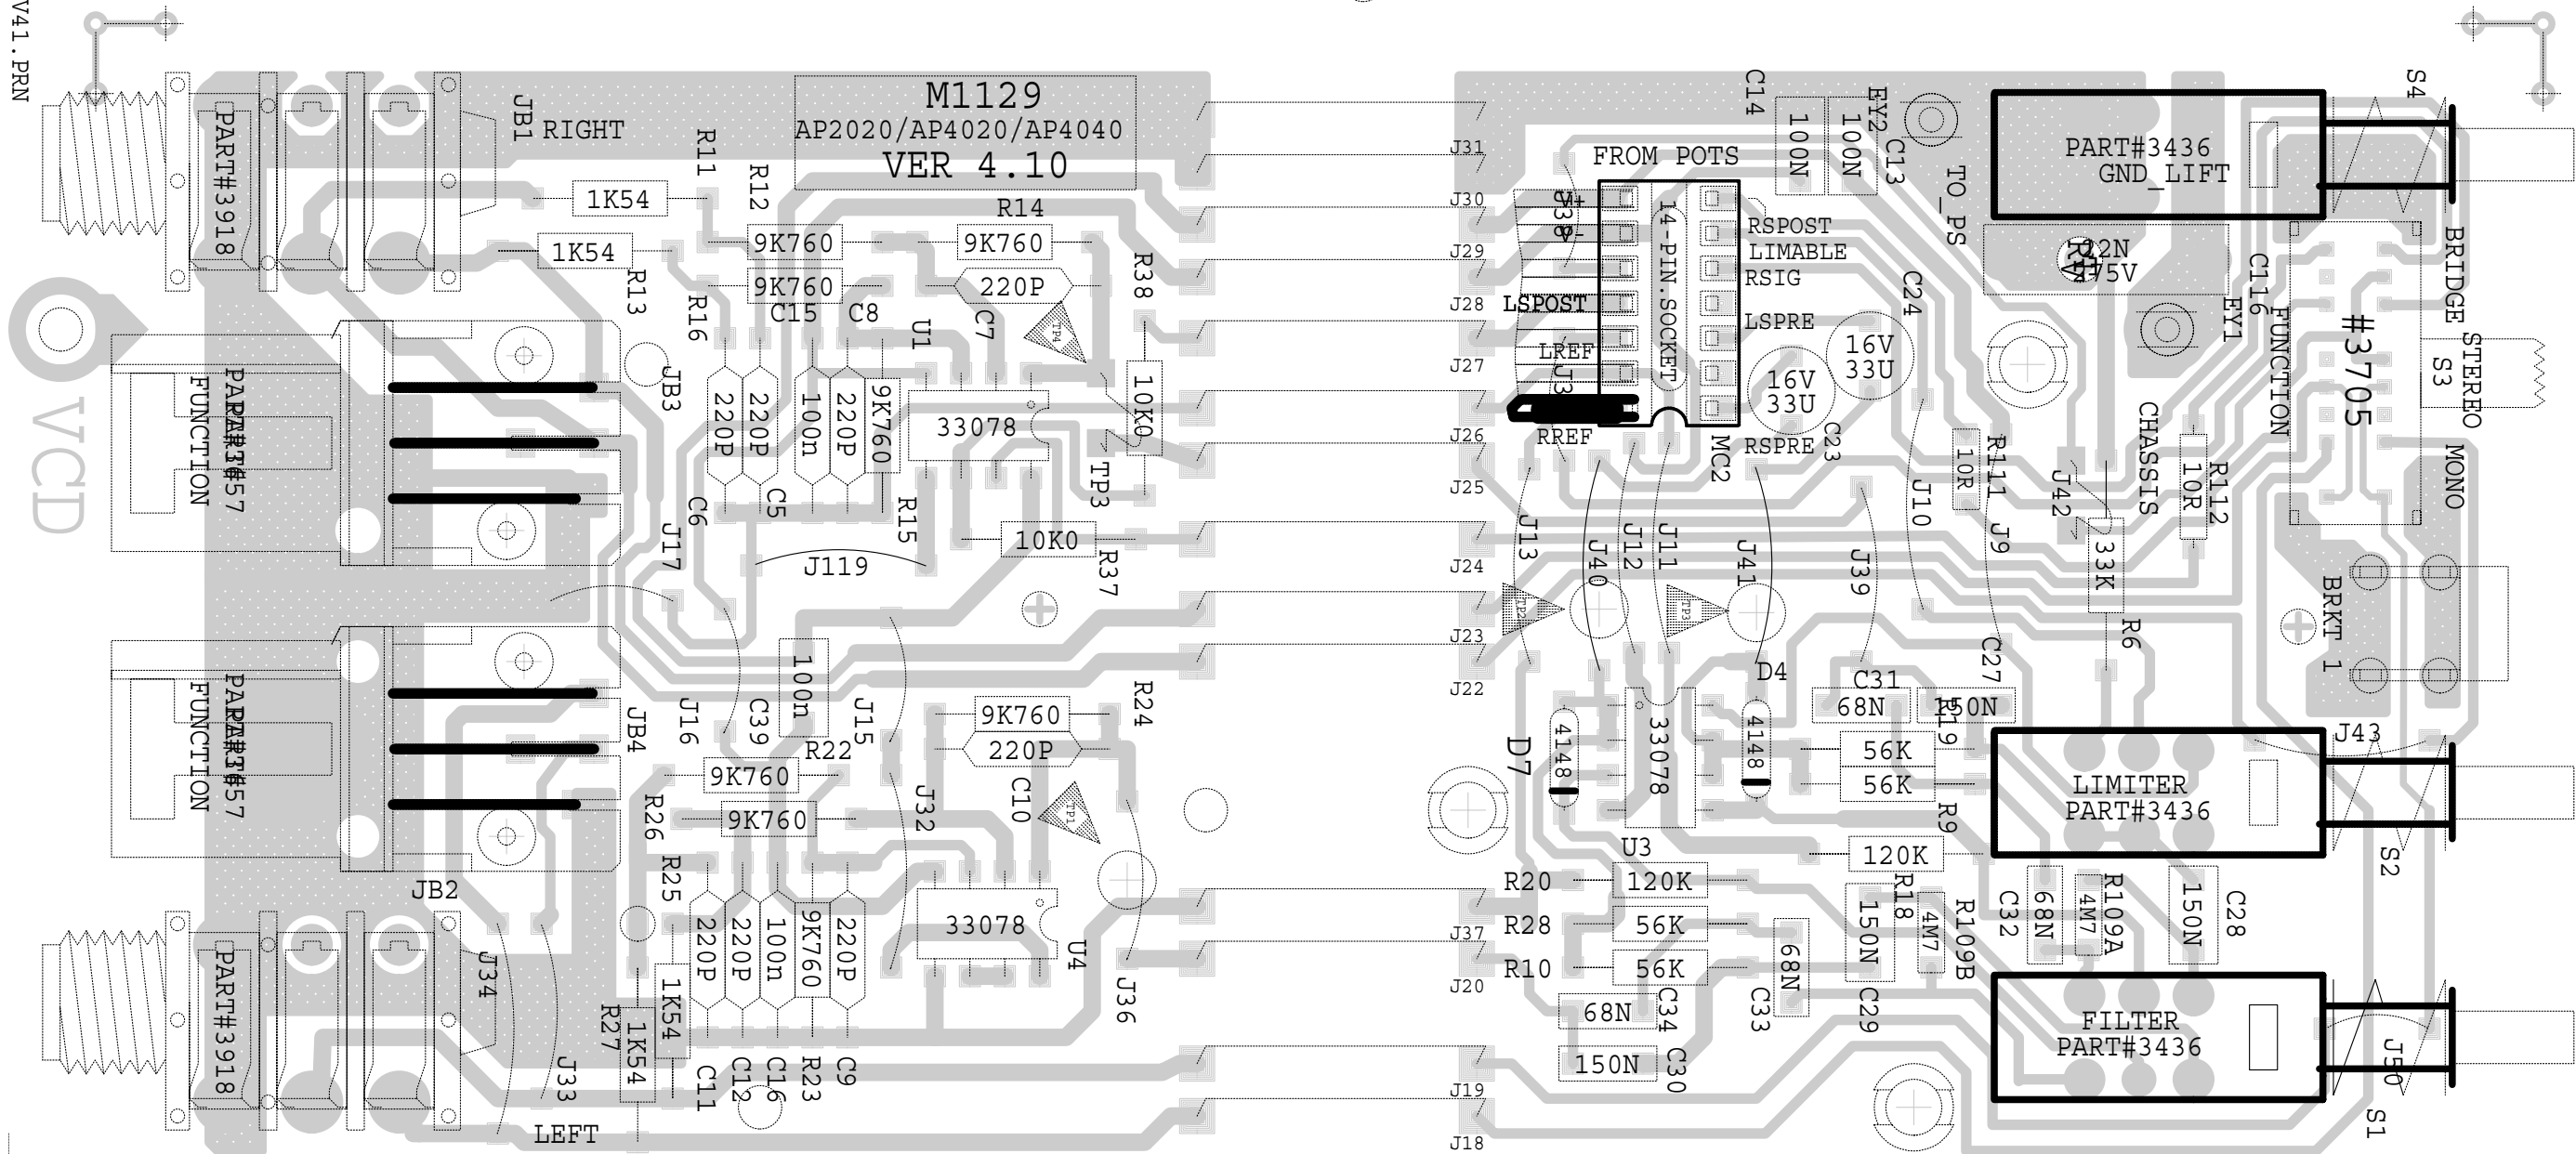 V41.PRN
M1129
AP2020/AP4020/AP4040
VER 4.10
JB1
RIGHT
PART#3918
R11
R12
R14
1K54
1K54
R13
9K760
9K760
9K760
220P
R16
C15
C8
U1
C7
TP4
R38
10K0
JB3
FUNCTION
VCD
220P
220P
100n
220P
9K760
33078
TP3
C6
C5
R15
10K0
R37
J17
J119
100n
JB4
FUNCTION
J16
C39
J15
R22
R24
9K760
220P
9K760
9K760
R26
R25
J32
C10
TP1
JB2
PART#3918
J34
J33
LEFT
R27
1K54
1K54
220P
220P
100n
9K760
220P
33078
U4
J36
C11
C12
C16
R23
C9
J31
J30
J29
J28
J27
J26
J25
J24
J23
J22
J37
J20
J19
J18
FROM POTS
C14
100N
100N
EY2
C13
TO_PS
V+
V-
14-PIN.SOCKET
RSPOST
LIMABLE
RSIG
LSPOST
LSPRE
LREF
RREF
RSPRE
MC2
16V
33U
16V
33U
C23
C24
PART#3436
GND_LIFT
S4
22N
275V
C116
EY1
FUNCTION
#3705
BRIDGE
STEREO
S3
MONO
CHASSIS
10R
R111
J10
J9
J42
10R
R112
33K
R6
BRKT 1
J13
J40
J12
J11
J41
J39
TP2
TP3
D4
C31
C27
68N
150N
R19
D7
4148
33078
4148
56K
56K
R9
U3
120K
R18
LIMITER
PART#3436
J43
S2
R20
120K
R28
56K
R10
56K
68N
C34
150N
C30
68N
C33
150N
C29
4M7
R109B
C32
68N
4M7
R109A
150N
C28
FILTER
PART#3436
J50
S1